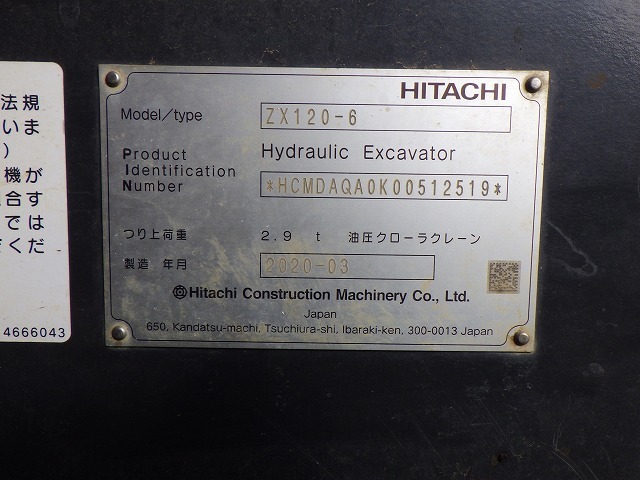 法規
いま
)
機が
合す
では
くだ
4666043
HITACHI
Model/type ZX120-6
Product Hydraulic Excavator
Identification
Number *HCMDAQA0K00512519*
つり上荷重 2.9 t 油圧クローラクレーン
製造 年月 2020-03
Hitachi Construction Machinery Co., Ltd.
Japan
650, Kandatsu-machi, Tsuchiura-shi, Ibaraki-ken, 300-0013 Japan